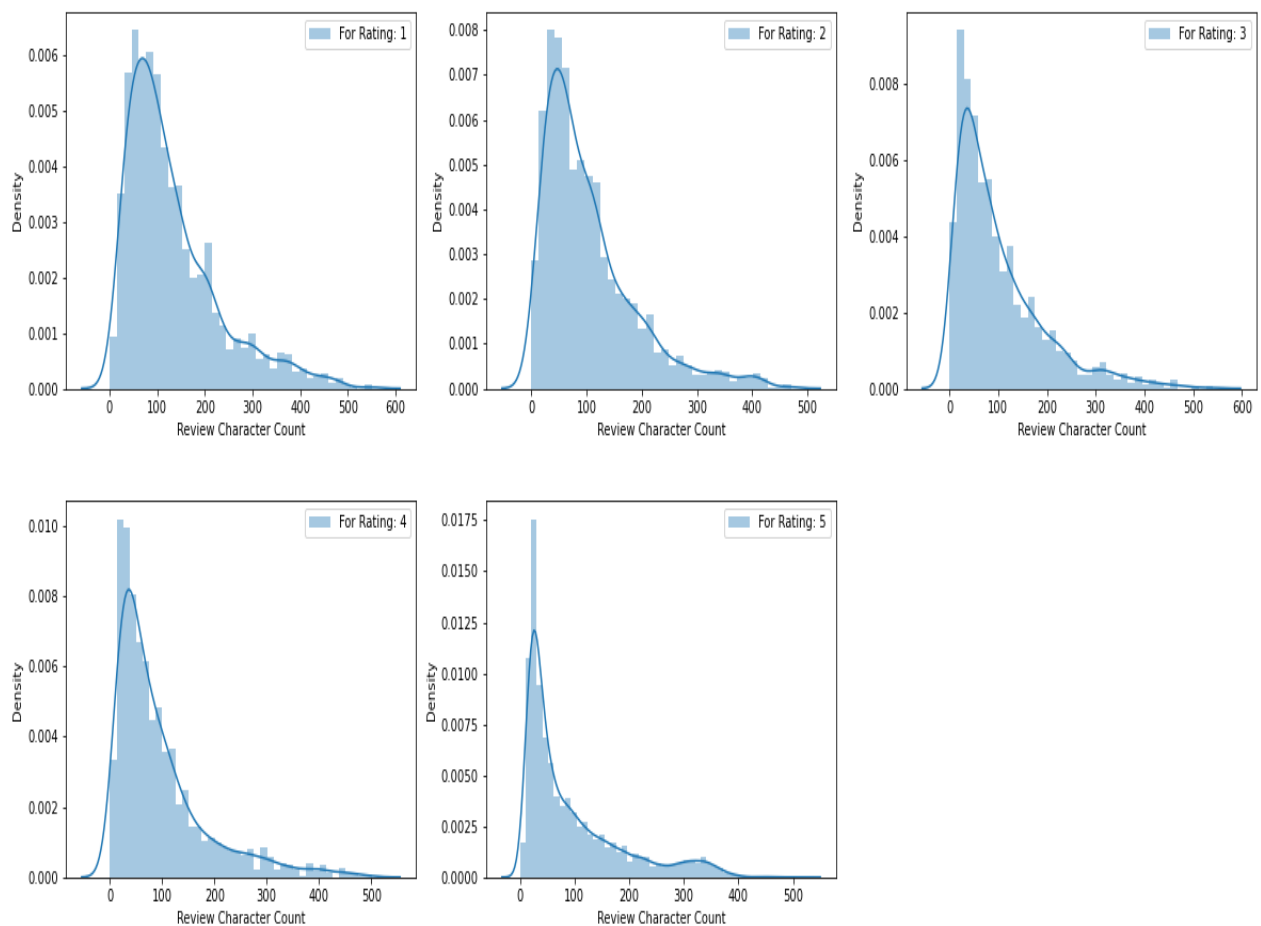 For Rating: 1
0.006
0.005
0.004
0.003
0.002
0.001
0.000
Density
0 100 200 300 400 500 600
Review Character Count
For Rating: 2
0.008
0.007
0.006
0.005
0.004
0.003
0.002
0.001
0.000
Density
0 100 200 300 400 500
Review Character Count
For Rating: 3
0.008
0.006
0.004
0.002
0.000
Density
0 100 200 300 400 500 600
Review Character Count
For Rating: 4
0.010
0.008
0.006
0.004
0.002
0.000
Density
0 100 200 300 400 500
Review Character Count
For Rating: 5
0.0175
0.0150
0.0125
0.0100
0.0075
0.0050
0.0025
0.0000
Density
0 100 200 300 400 500
Review Character Count